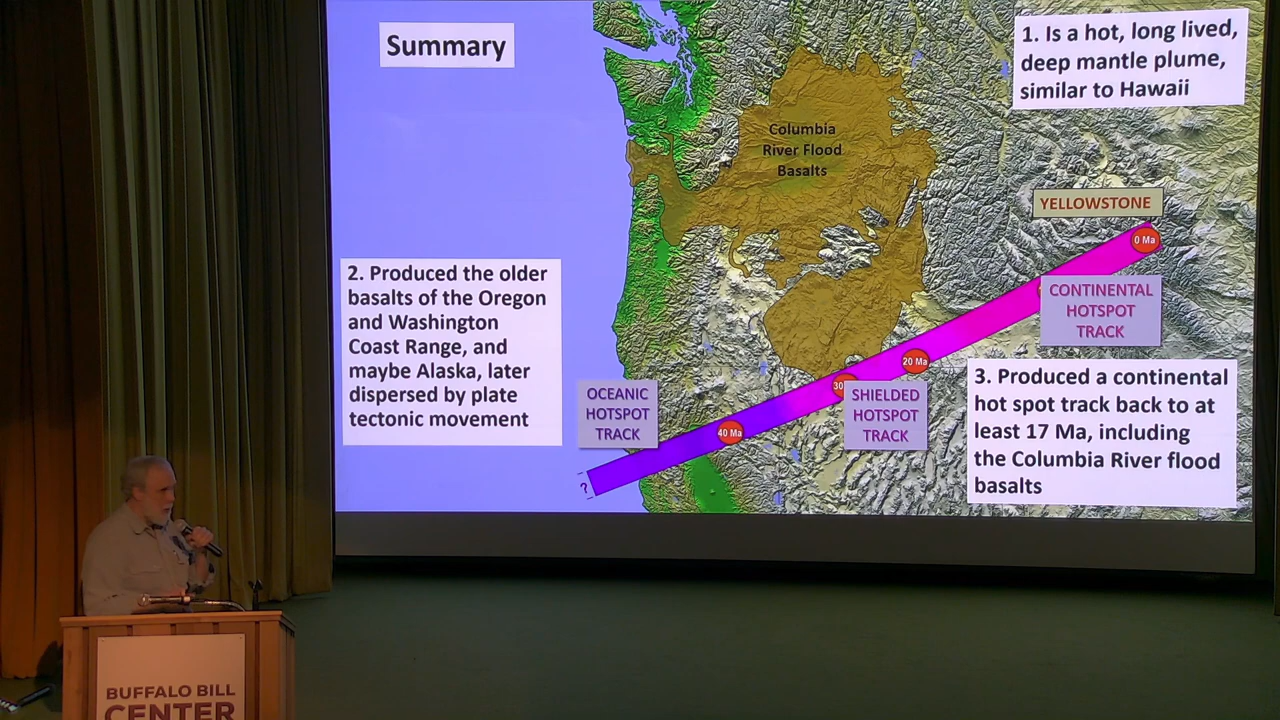 Summary
1. Is a hot, long lived,
deep mantle plume,
similar to Hawaii
Columbia
River Flood
Basalts
YELLOWSTONE
0 Ma
2. Produced the older
basalts of the Oregon
and Washington
Coast Range, and
maybe Alaska, later
dispersed by plate
tectonic movement
CONTINENTAL
HOTSPOT
TRACK
20 Ma
30
OCEANIC
HOTSPOT
TRACK
SHIELDED
HOTSPOT
TRACK
40 Ma
?
3. Produced a continental
hot spot track back to at
least 17 Ma, including
the Columbia River flood
basalts
BUFFALO BILL
CENTER